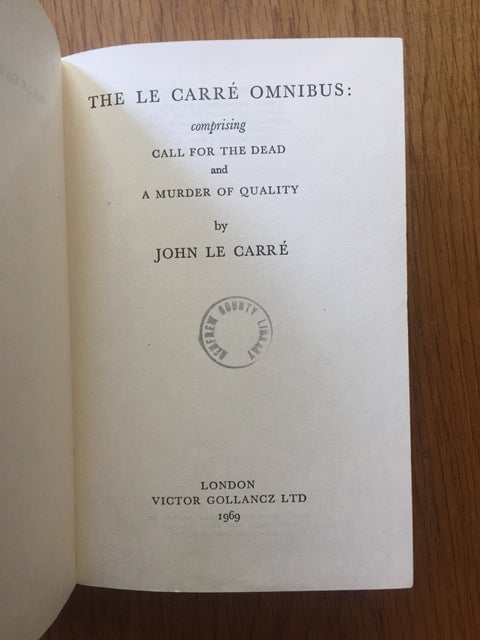 THE LE CARRÉ OMNIBUS:
comprising
CALL FOR THE DEAD
and
A MURDER OF QUALITY
by
JOHN LE CARRÉ
RENFREW COUNTY LIBRARY
LONDON
VICTOR GOLLANCZ LTD
1969